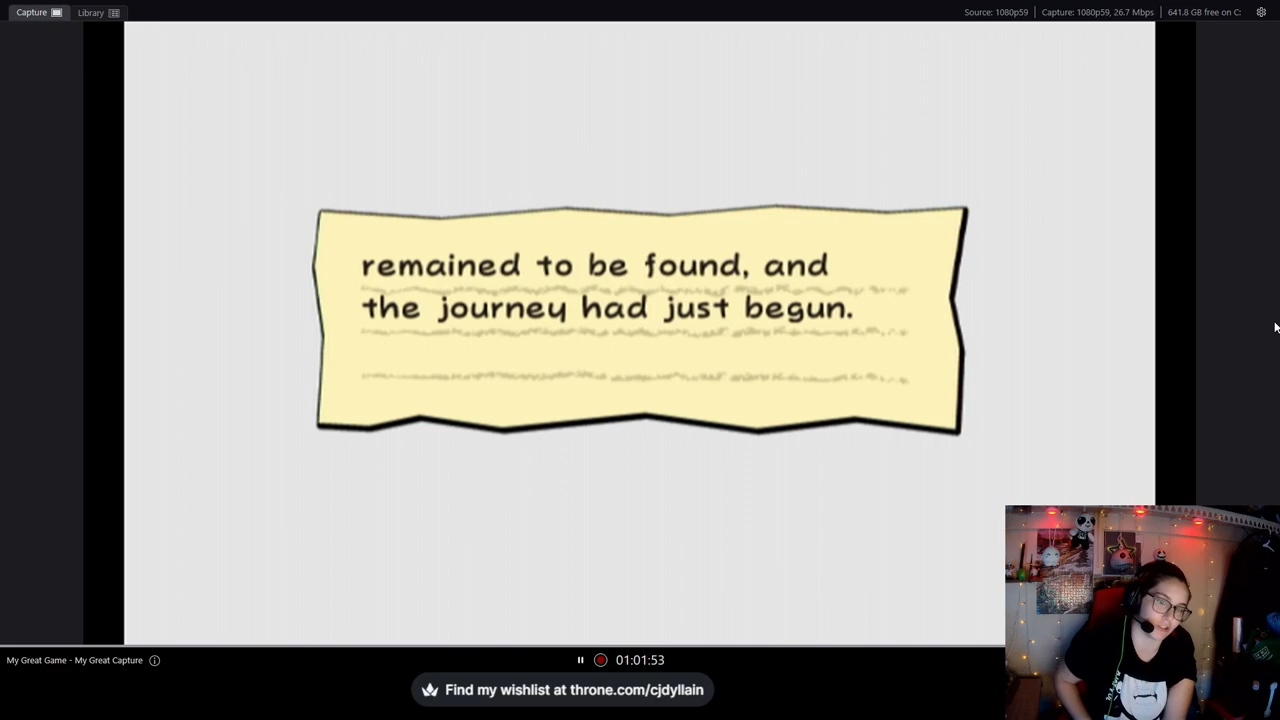 Capture
Library
Source: 1080p59
Capture: 1080p59, 26.7 Mbps
641.8 GB free on C:
remained to be found, and
the journey had just begun.
My Great Game - My Great Capture
01:01:53
Find my wishlist at throne.com/cjdyllain